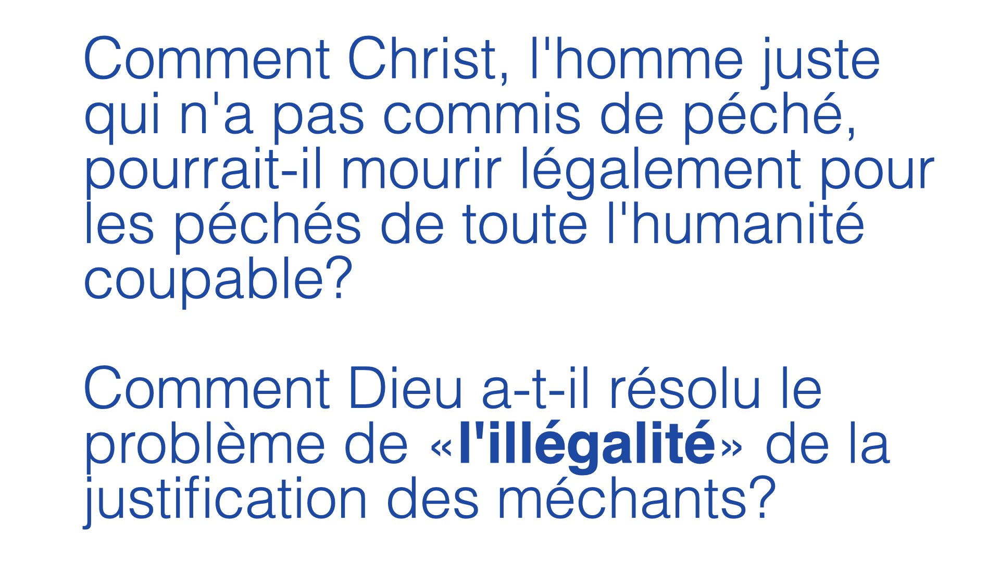 Comment Christ, l'homme juste
qui n'a pas commis de péché,
pourrait-il mourir légalement pour
les péchés de toute l'humanité
coupable?
Comment Dieu a-t-il résolu le
problème de «l'illégalité» de la
justification des méchants?